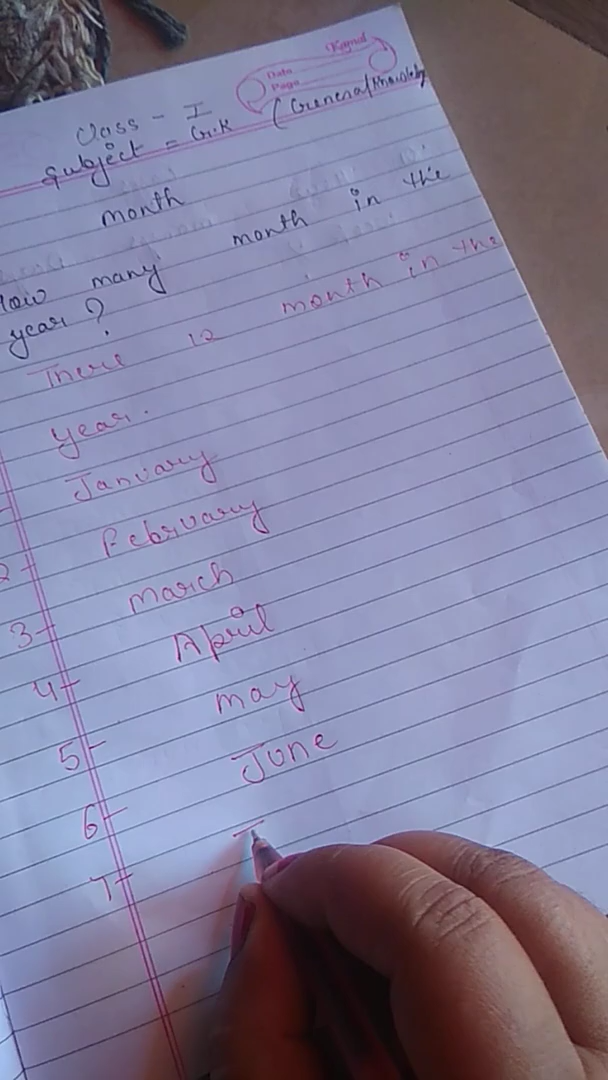 Kamal
Date
Page
Class - I
Subject = G.K (General Knowledge
month
How many month in the
year ?
There 12 month in the
year.
January
2- February
3- March
4- April
5- may
6- June
7-